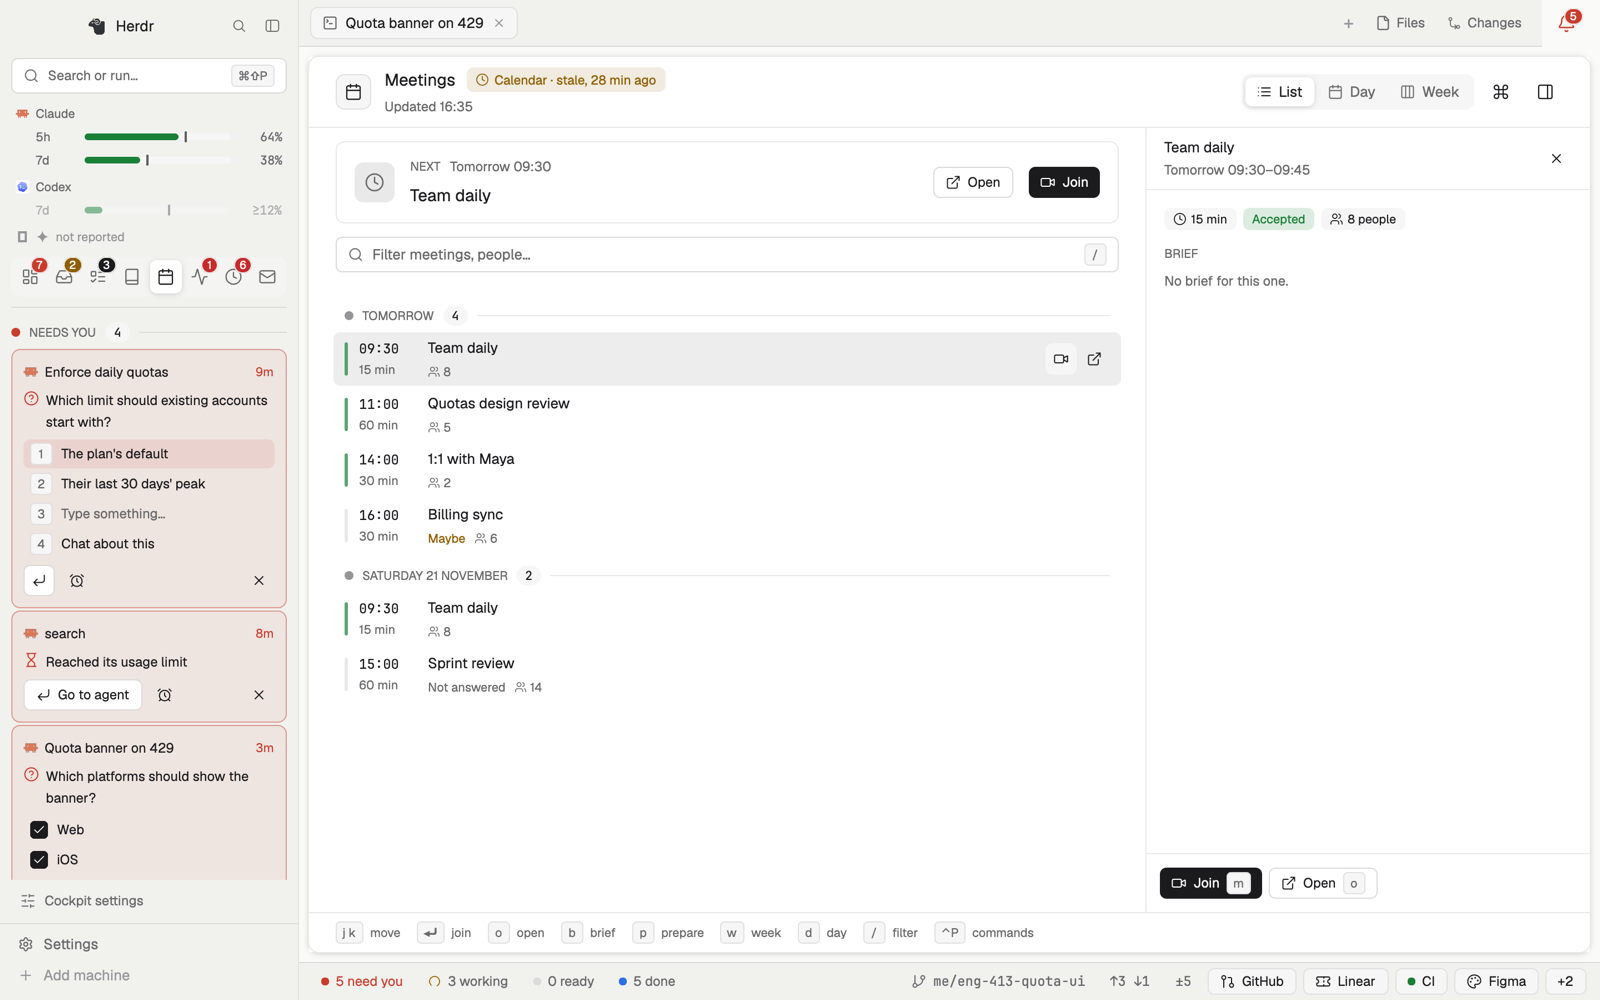 Herdr
Search or run...
⌘⇧P
Claude
5h 64%
7d 38%
Codex
7d ≥12%
not reported
7 2 3 1 6
NEEDS YOU 4
Enforce daily quotas 9m
Which limit should existing accounts
start with?
1 The plan's default
2 Their last 30 days' peak
3 Type something...
4 Chat about this
search 8m
Reached its usage limit
Go to agent
Quota banner on 429 3m
Which platforms should show the
banner?
Web
iOS
Cockpit settings
Settings
+ Add machine
Quota banner on 429
+ Files Changes 5
Meetings Calendar · stale, 28 min ago
Updated 16:35
List Day Week ⌘
NEXT Tomorrow 09:30
Team daily
Open Join
Filter meetings, people... /
TOMORROW 4
09:30 Team daily
15 min 8
11:00 Quotas design review
60 min 5
14:00 1:1 with Maya
30 min 2
16:00 Billing sync
30 min Maybe 6
SATURDAY 21 NOVEMBER 2
09:30 Team daily
15 min 8
15:00 Sprint review
60 min Not answered 14
Team daily
Tomorrow 09:30–09:45
15 min Accepted 8 people
BRIEF
No brief for this one.
Join m Open o
j k move ↵ join o open b brief p prepare w week d day / filter ^P commands
5 need you 3 working 0 ready 5 done
me/eng-413-quota-ui ↑3 ↓1 ±5 GitHub Linear CI Figma +2